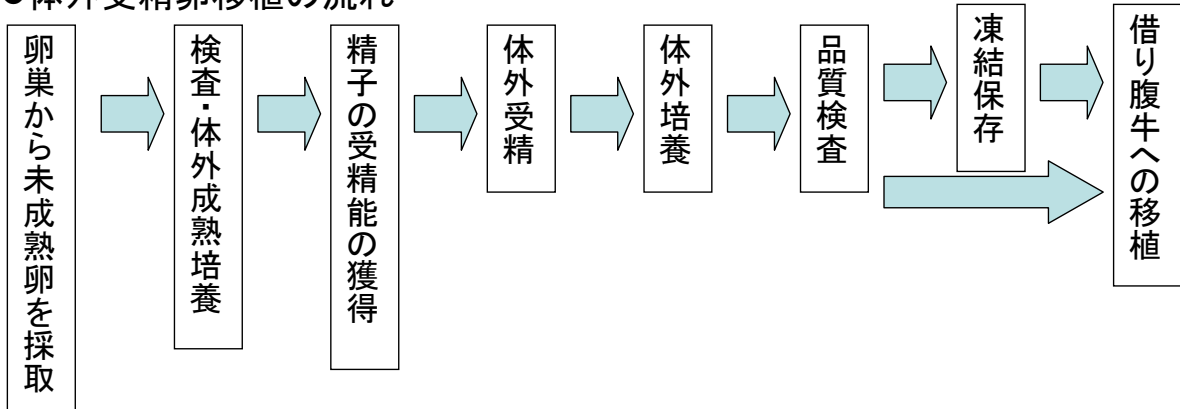 ●体外受精卵移植の流れ
卵巣から未成熟卵を採取
検査・体外成熟培養
精子の受精能の獲得
体外受精
体外培養
品質検査
凍結保存
借り腹牛への移植